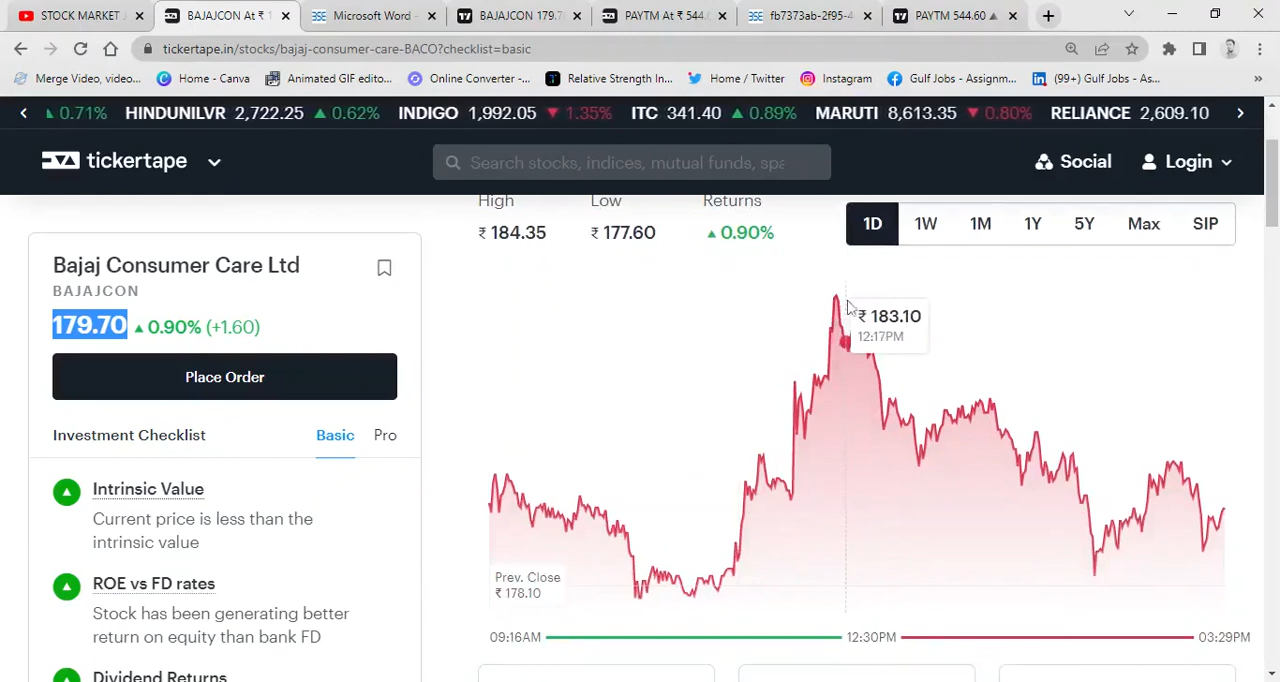 STOCK MARKET
BAJAJCON At ₹ 1
Microsoft Word -
BAJAJCON 179.7
PAYTM At ₹ 544.6
fb7373ab-2f95-4
PAYTM 544.60 ▲
tickertape.in/stocks/bajaj-consumer-care-BACO?checklist=basic
Merge Video, video...
Home - Canva
Animated GIF edito...
Online Converter -...
Relative Strength In...
Home / Twitter
Instagram
Gulf Jobs - Assignm...
(99+) Gulf Jobs - As...
0.71% HINDUNILVR 2,722.25 ▲ 0.62% INDIGO 1,992.05 ▼ 1.35% ITC 341.40 ▲ 0.89% MARUTI 8,613.35 ▼ 0.80% RELIANCE 2,609.10
tickertape
Search stocks, indices, mutual funds, spa
Social
Login
High Low Returns
₹ 184.35 ₹ 177.60 ▲ 0.90%
1D 1W 1M 1Y 5Y Max SIP
Bajaj Consumer Care Ltd
BAJAJCON
179.70 ▲ 0.90% (+1.60)
Place Order
Investment Checklist Basic Pro
Intrinsic Value
Current price is less than the
intrinsic value
ROE vs FD rates
Stock has been generating better
return on equity than bank FD
Dividend Returns
₹ 183.10
12:17PM
Prev. Close
₹ 178.10
09:16AM 12:30PM 03:29PM